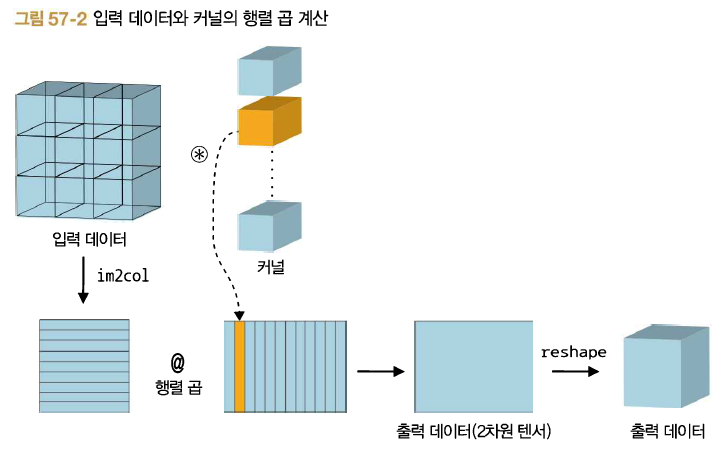 그림 57-2 입력 데이터와 커널의 행렬 곱 계산
입력 데이터
커널
im2col
@
행렬 곱
reshape
출력 데이터(2차원 텐서)
출력 데이터